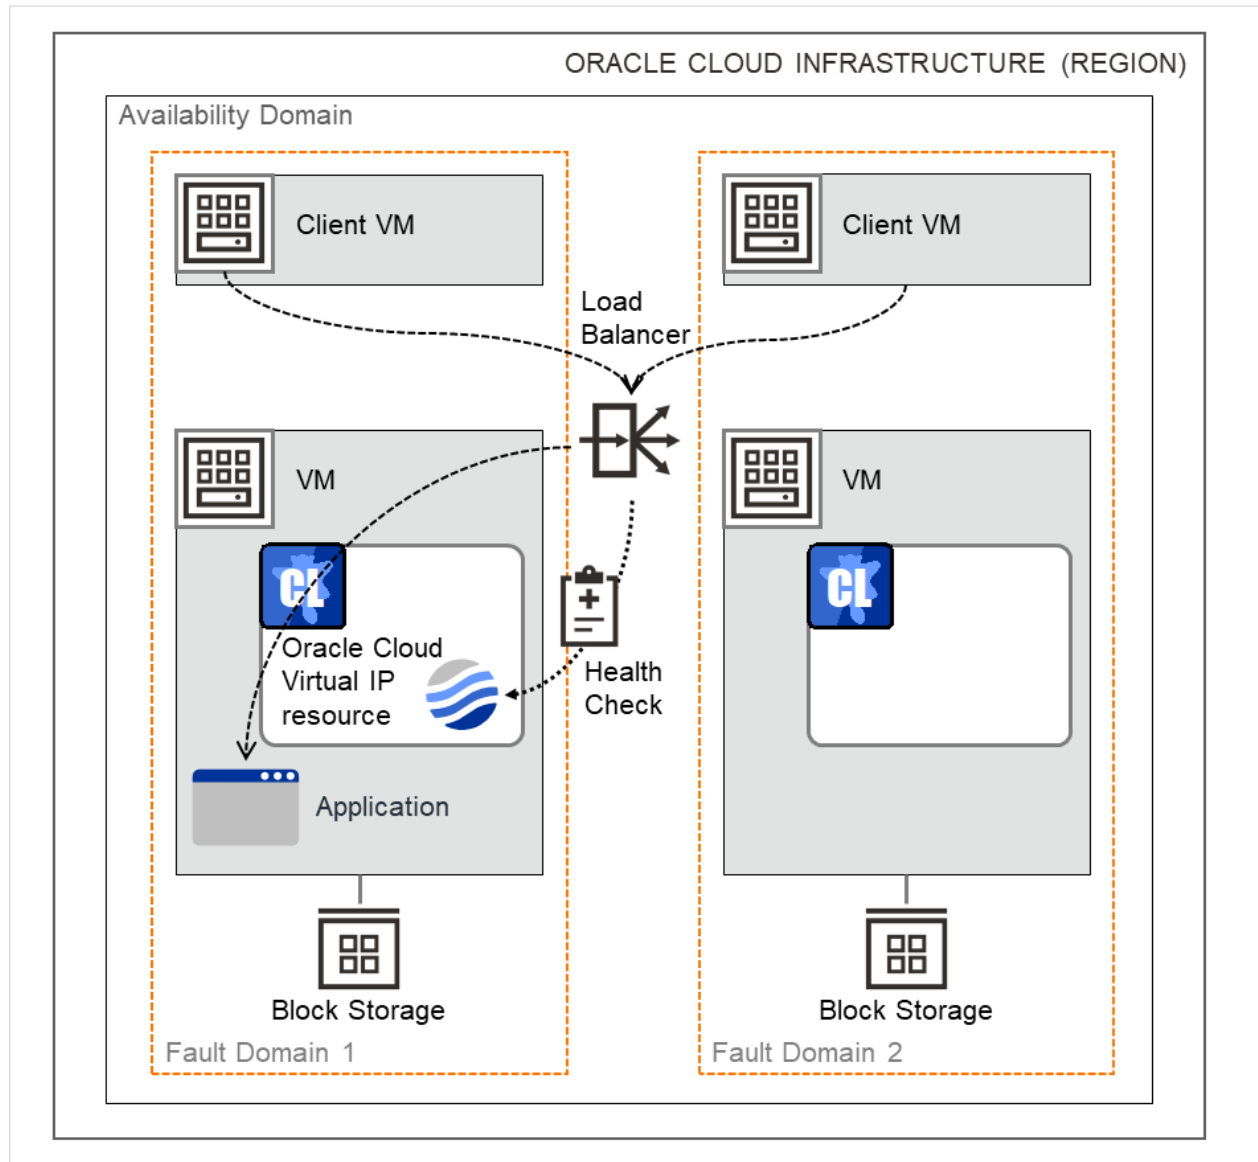 ORACLE CLOUD INFRASTRUCTURE (REGION)
Availability Domain
Client VM
Client VM
Load
Balancer
VM
VM
CL
CL
Oracle Cloud
Virtual IP
resource
Health
Check
Application
Block Storage
Block Storage
Fault Domain 1
Fault Domain 2